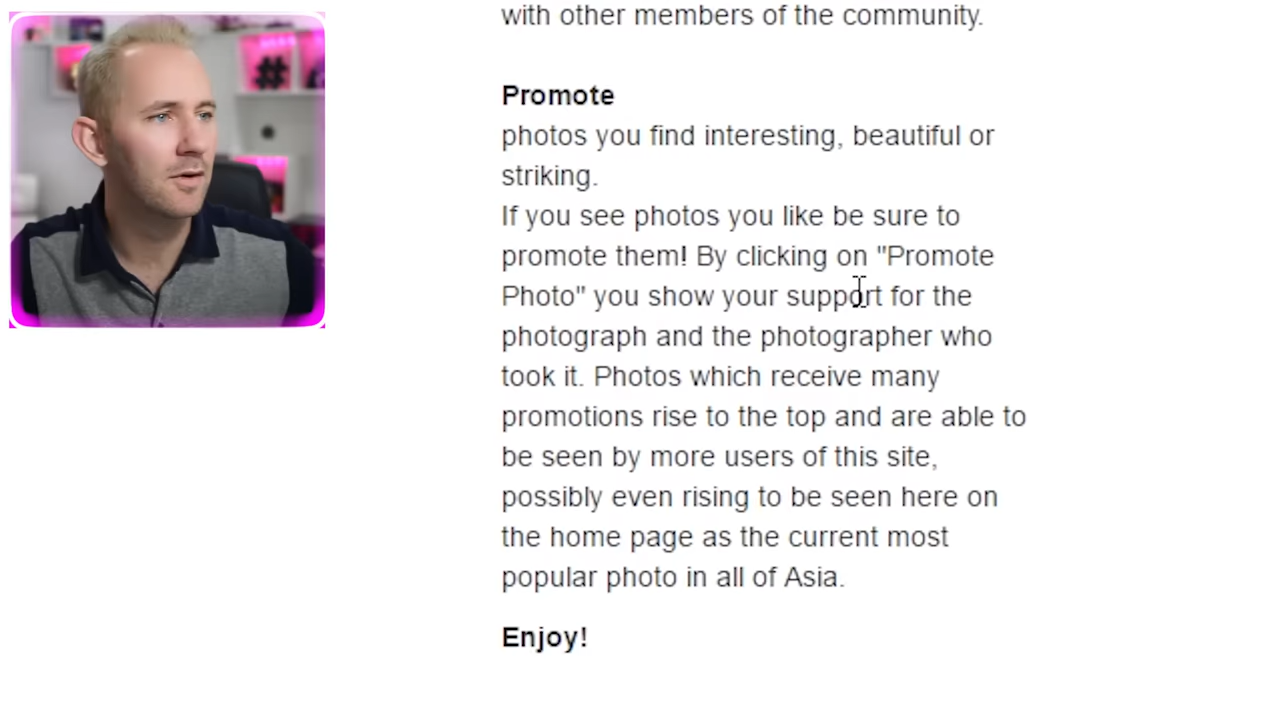 with other members of the community.
Promote
photos you find interesting, beautiful or
striking.
If you see photos you like be sure to
promote them! By clicking on "Promote
Photo" you show your support for the
photograph and the photographer who
took it. Photos which receive many
promotions rise to the top and are able to
be seen by more users of this site,
possibly even rising to be seen here on
the home page as the current most
popular photo in all of Asia.
Enjoy!